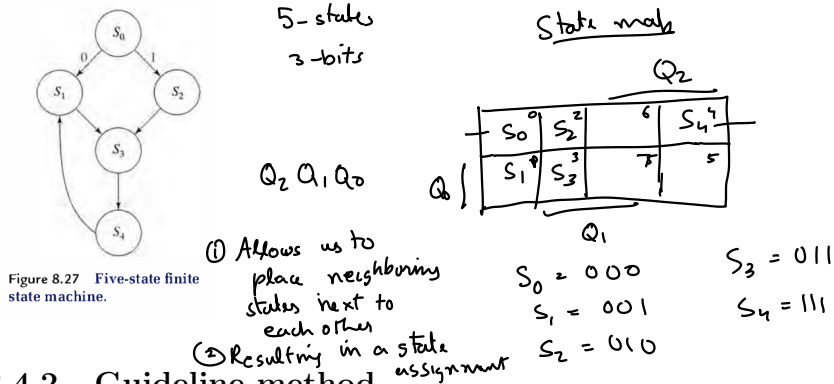 S0
0
1
S1
S2
S3
S4
Figure 8.27 Five-state finite
state machine.
5-states
3-bits
Q2 Q1 Q0
State map
Q2
S0 0 S2 2 6 S4 4
S1 S3 3 7 5
Q0
Q1
① Allows us to
place neighboring
states next to
each other
② Resulting in a state
assignment
S0 = 000
S1 = 001
S2 = 010
S3 = 011
S4 = 111
4.2 Guideline method